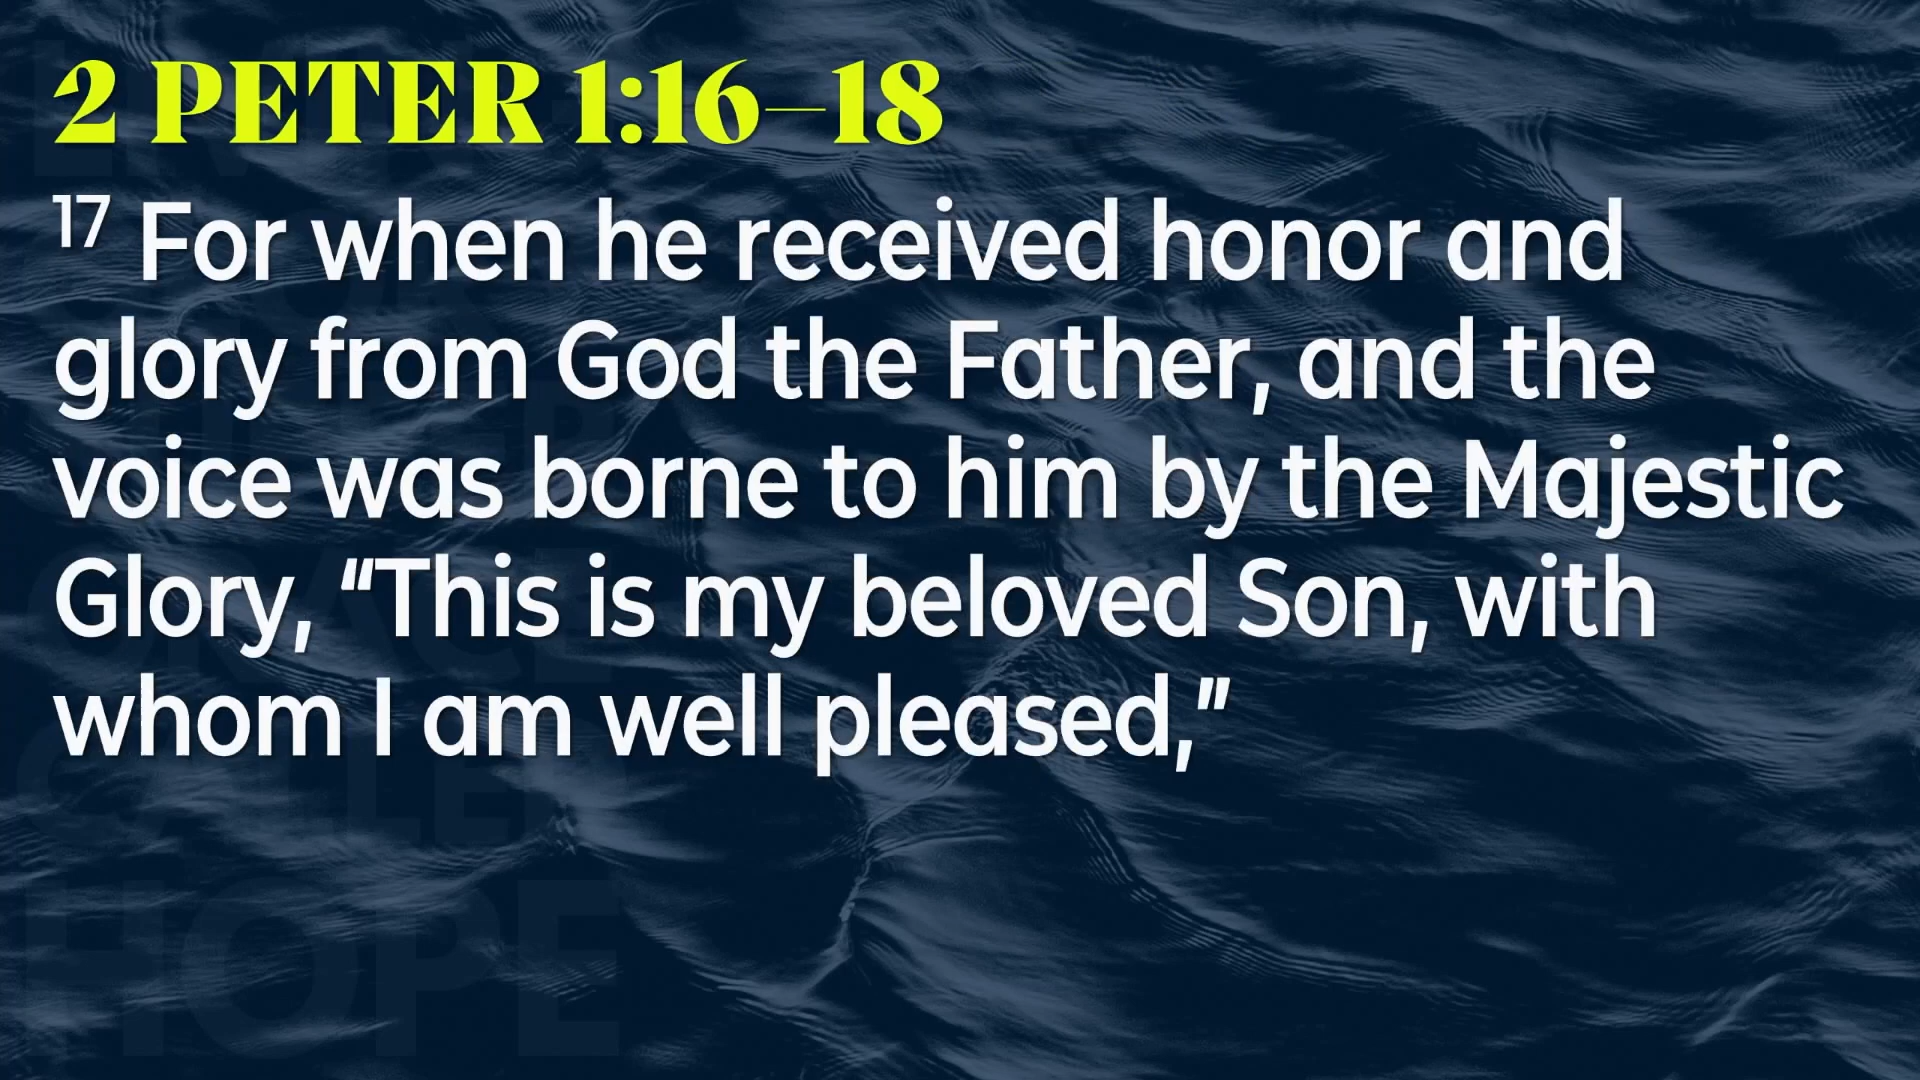 2 PETER 1:16–18
17 For when he received honor and
glory from God the Father, and the
voice was borne to him by the Majestic
Glory, “This is my beloved Son, with
whom I am well pleased,”
HOPE